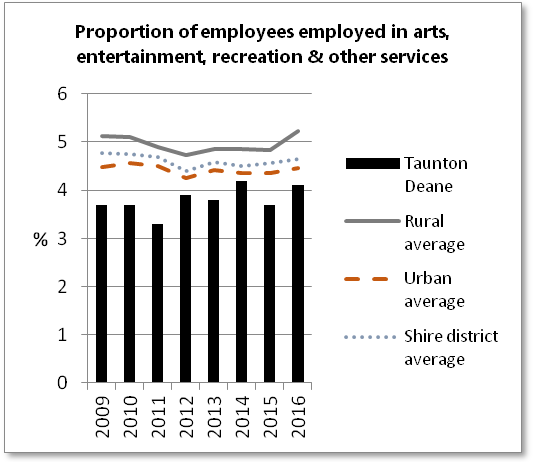 Proportion of employees employed in arts,
entertainment, recreation & other services
6
5
4
3
2
1
0
%
2009
2010
2011
2012
2013
2014
2015
2016
Taunton
Deane
Rural
average
Urban
average
Shire district
average